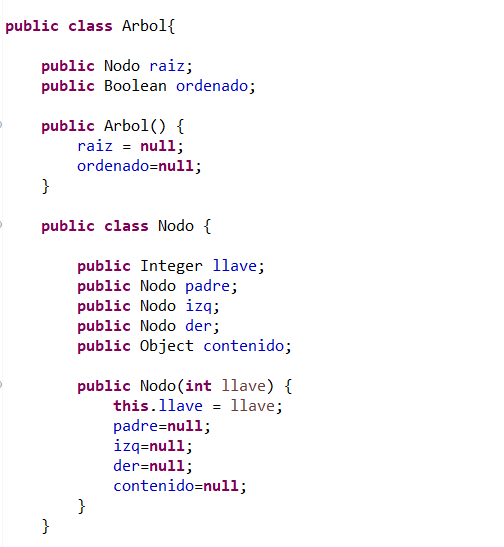 public class Arbol{
public Nodo raiz;
public Boolean ordenado;
public Arbol() {
raiz = null;
ordenado=null;
}
public class Nodo {
public Integer llave;
public Nodo padre;
public Nodo izq;
public Nodo der;
public Object contenido;
public Nodo(int llave) {
this.llave = llave;
padre=null;
izq=null;
der=null;
contenido=null;
}
}